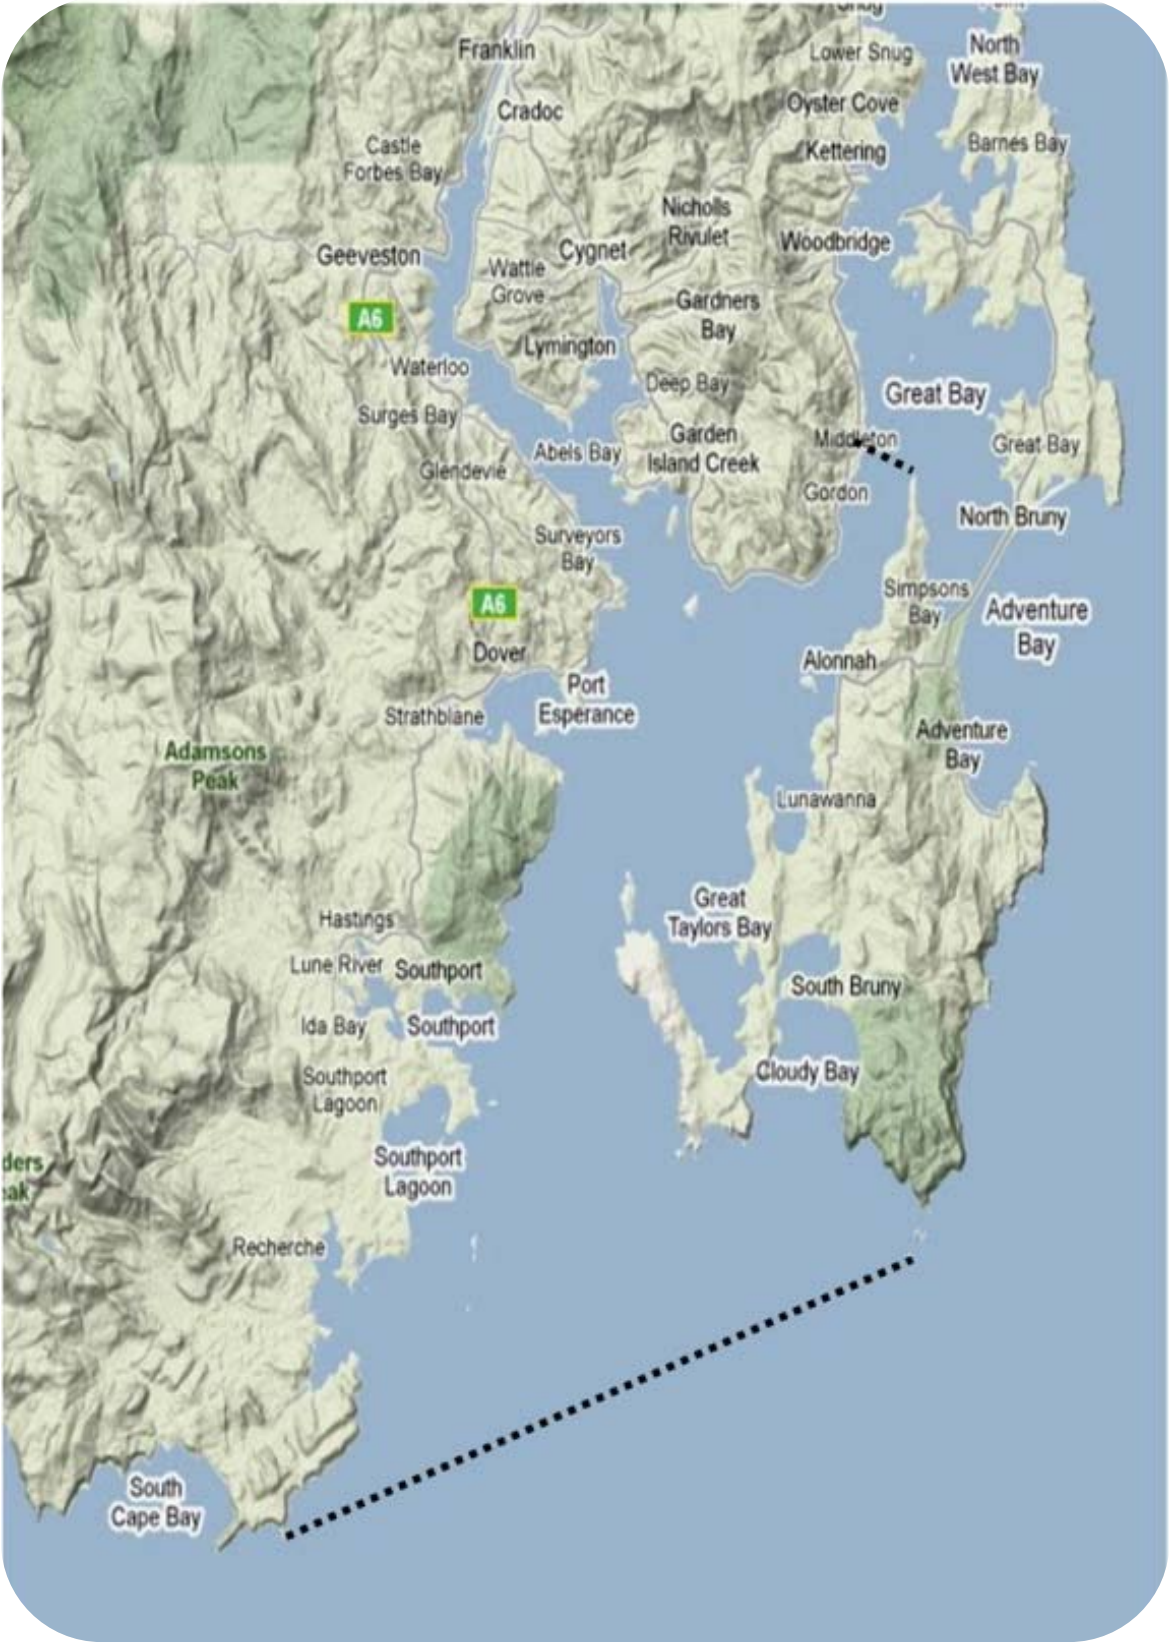 Franklin
Lower Snug
North
West Bay
Cradoc
Oyster Cove
Castle
Forbes Bay
Kettering
Barnes Bay
Nicholls
Rivulet
Geeveston
Cygnet
Woodbridge
Wattle
Grove
A6
Gardners
Bay
Lymington
Waterloo
Deep Bay
Great Bay
Surges Bay
Garden
Island Creek
Middleton
Great Bay
Abels Bay
Glendevie
Gordon
North Bruny
Surveyors
Bay
A6
Simpsons
Bay
Adventure
Bay
Dover
Alonnah
Port
Esperance
Strathblane
Adamsons
Peak
Adventure
Bay
Lunawanna
Great
Taylors Bay
Hastings
Lune River
Southport
South Bruny
Ida Bay
Southport
Southport
Lagoon
Cloudy Bay
Southport
Lagoon
ders
eak
Recherche
South
Cape Bay